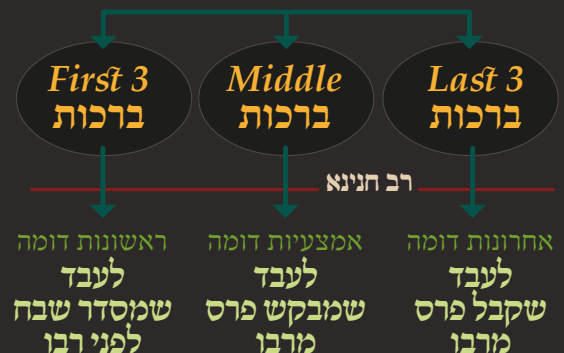 First 3
ברכות
Middle
ברכות
Last 3
ברכות
רב חנינא
ראשונות דומה
לעבד
שמסדר שבח
לפני רבו
אמצעיות דומה
לעבד
שמבקש פרס
מרבו
אחרונות דומה
לעבד
שקבל פרס
מרבו